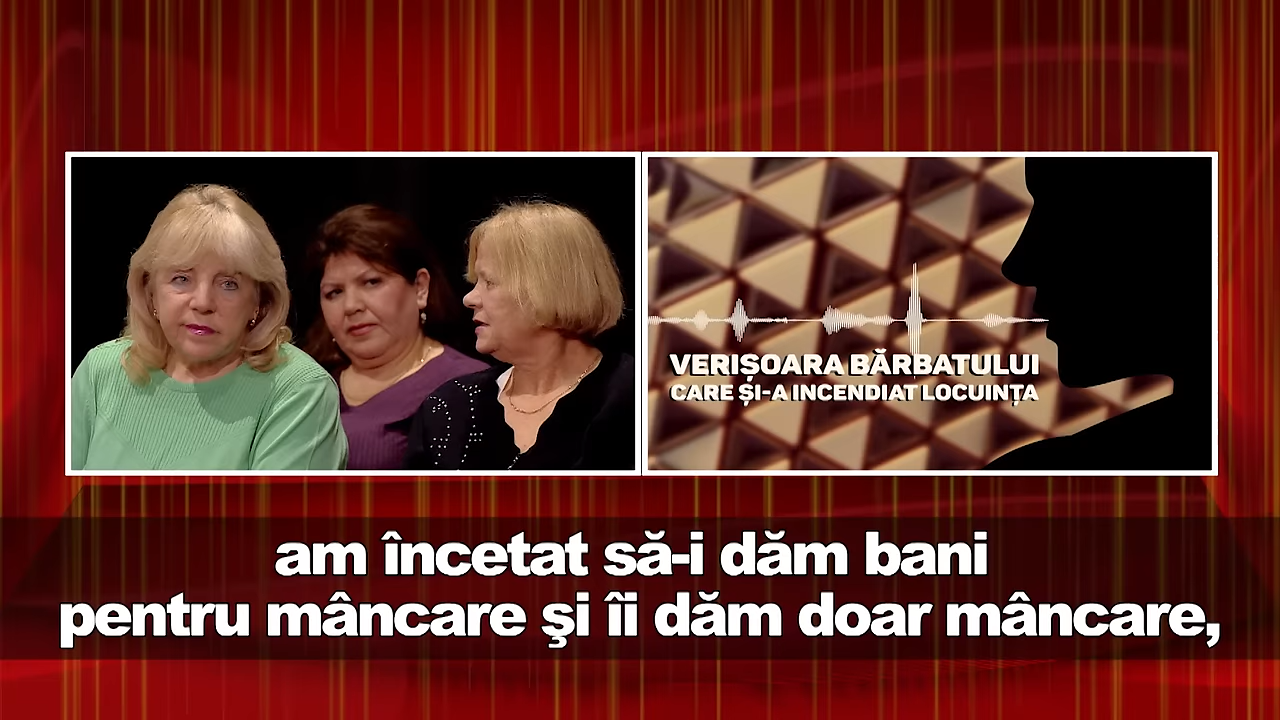 VERIȘOARA BĂRBATULUI
CARE ȘI-A INCENDIAT LOCUINȚA
am încetat să-i dăm bani
pentru mâncare şi îi dăm doar mâncare,